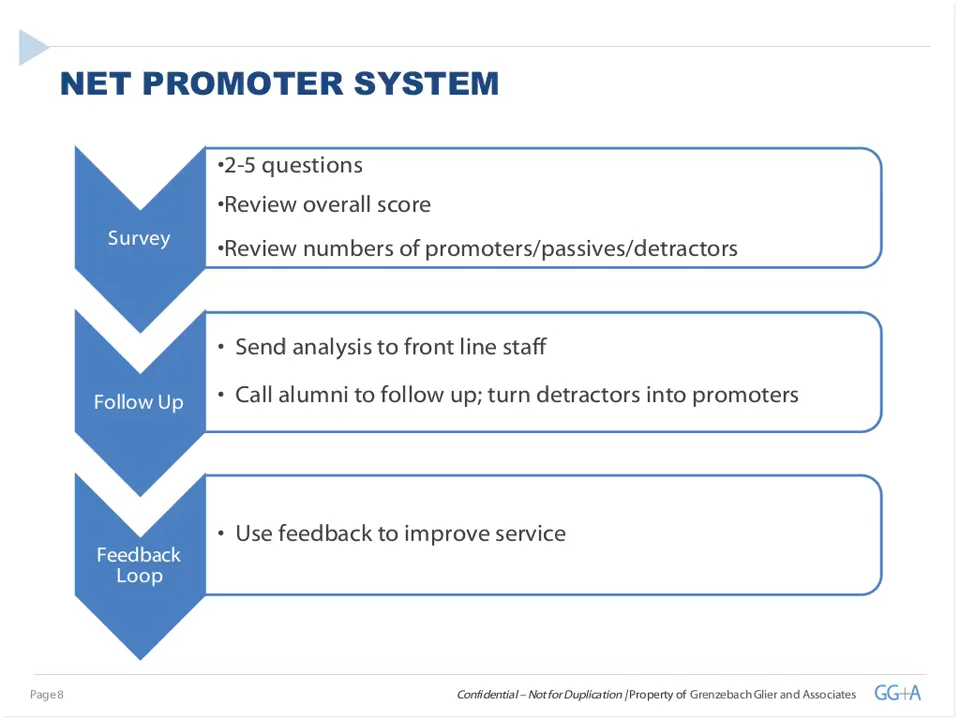 NET PROMOTER SYSTEM
Survey
•2-5 questions
•Review overall score
•Review numbers of promoters/passives/detractors
Follow Up
• Send analysis to front line staff
• Call alumni to follow up; turn detractors into promoters
Feedback
Loop
• Use feedback to improve service
Page 8
Confidential – Not for Duplication | Property of Grenzebach Glier and Associates
GG+A